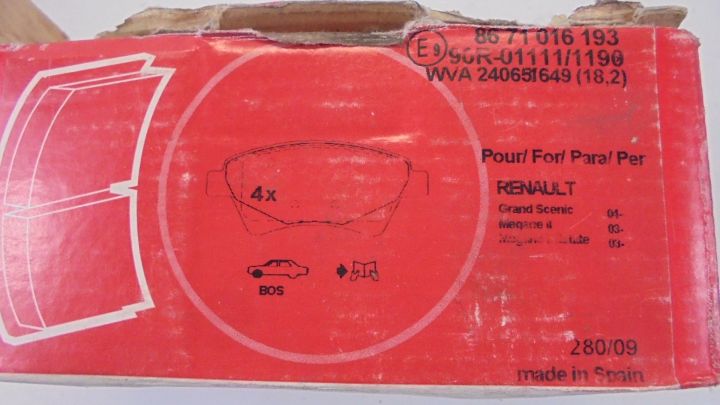 86 71 016 193
E9 90R-01111/1190
WVA 240651649 (18,2)
Pour/ For/ Para/ Per
RENAULT
Grand Scenic 01-
Megane II 03-
03-
4x
BOS
280/09
made in Spain